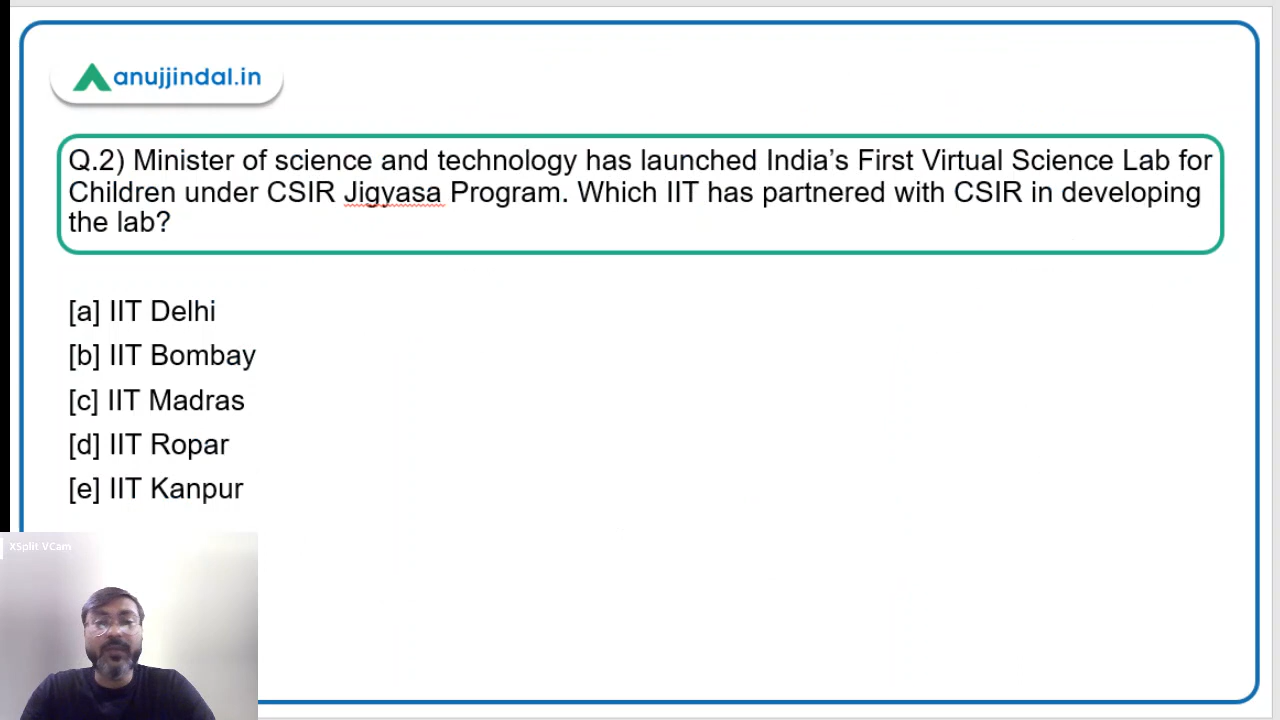 anujjindal.in
Q.2) Minister of science and technology has launched India’s First Virtual Science Lab for
Children under CSIR Jigyasa Program. Which IIT has partnered with CSIR in developing
the lab?
[a] IIT Delhi
[b] IIT Bombay
[c] IIT Madras
[d] IIT Ropar
[e] IIT Kanpur
XSplit VCam